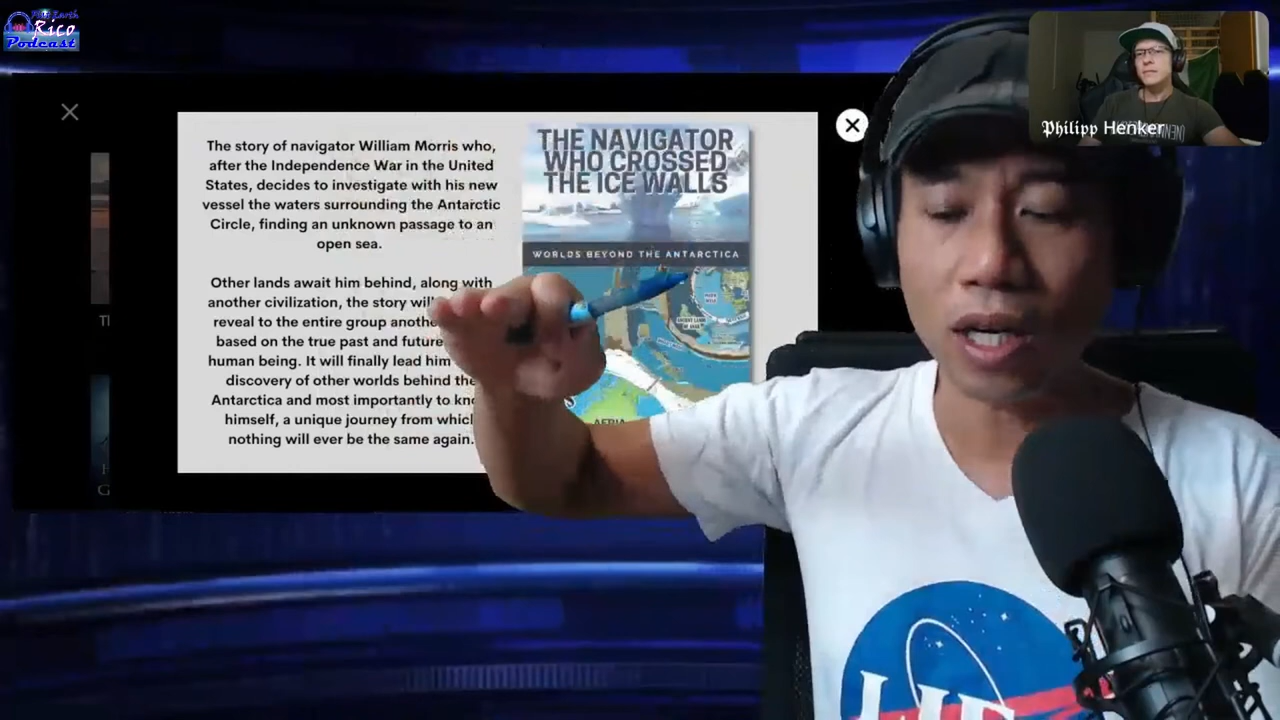 Flat Earth
Rico
Podcast
Philipp Henker
The story of navigator William Morris who,
after the Independence War in the United
States, decides to investigate with his new
vessel the waters surrounding the Antarctic
Circle, finding an unknown passage to an
open sea.
Other lands await him behind, along with
another civilization, the story will
reveal to the entire group anothe
based on the true past and future
human being. It will finally lead him
discovery of other worlds behind the
Antarctica and most importantly to kn
himself, a unique journey from which
nothing will ever be the same again.
THE NAVIGATOR
WHO CROSSED
THE ICE WALLS
WORLDS BEYOND THE ANTARCTICA
LIE